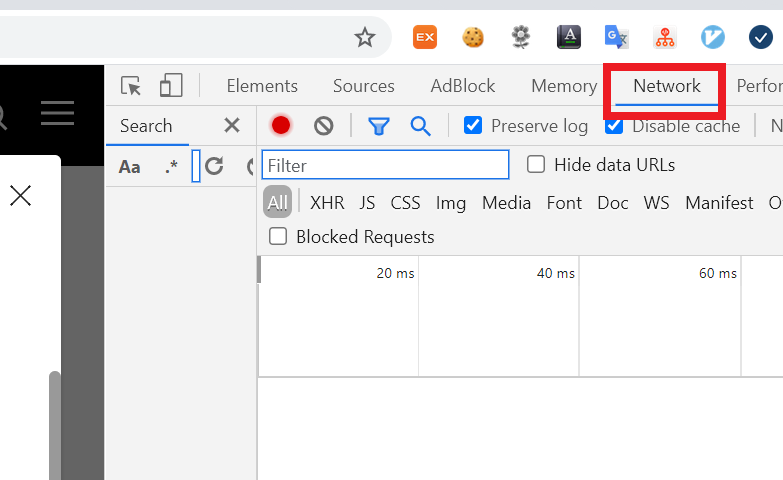 EX
Elements Sources AdBlock Memory Network
Search Preserve log Disable cache
Aa .* Filter Hide data URLs
All XHR JS CSS Img Media Font Doc WS Manifest
Blocked Requests
20 ms 40 ms 60 ms